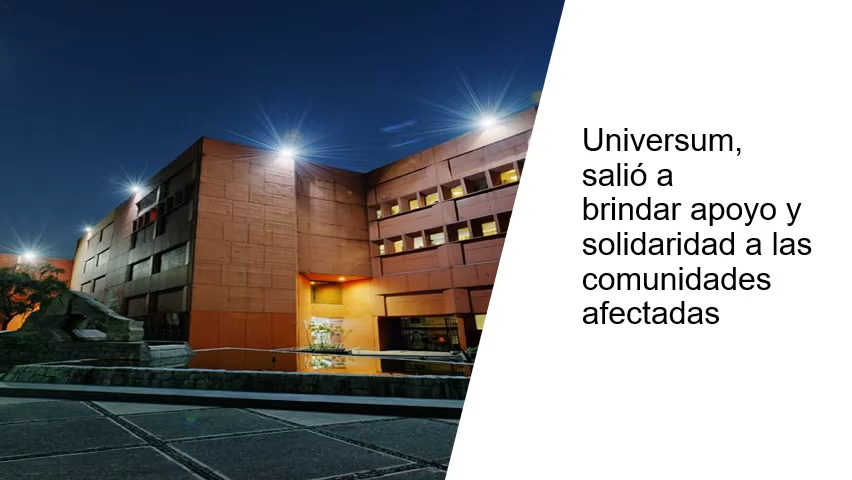 Universum,
salió a
brindar apoyo y
solidaridad a las
comunidades
afectadas